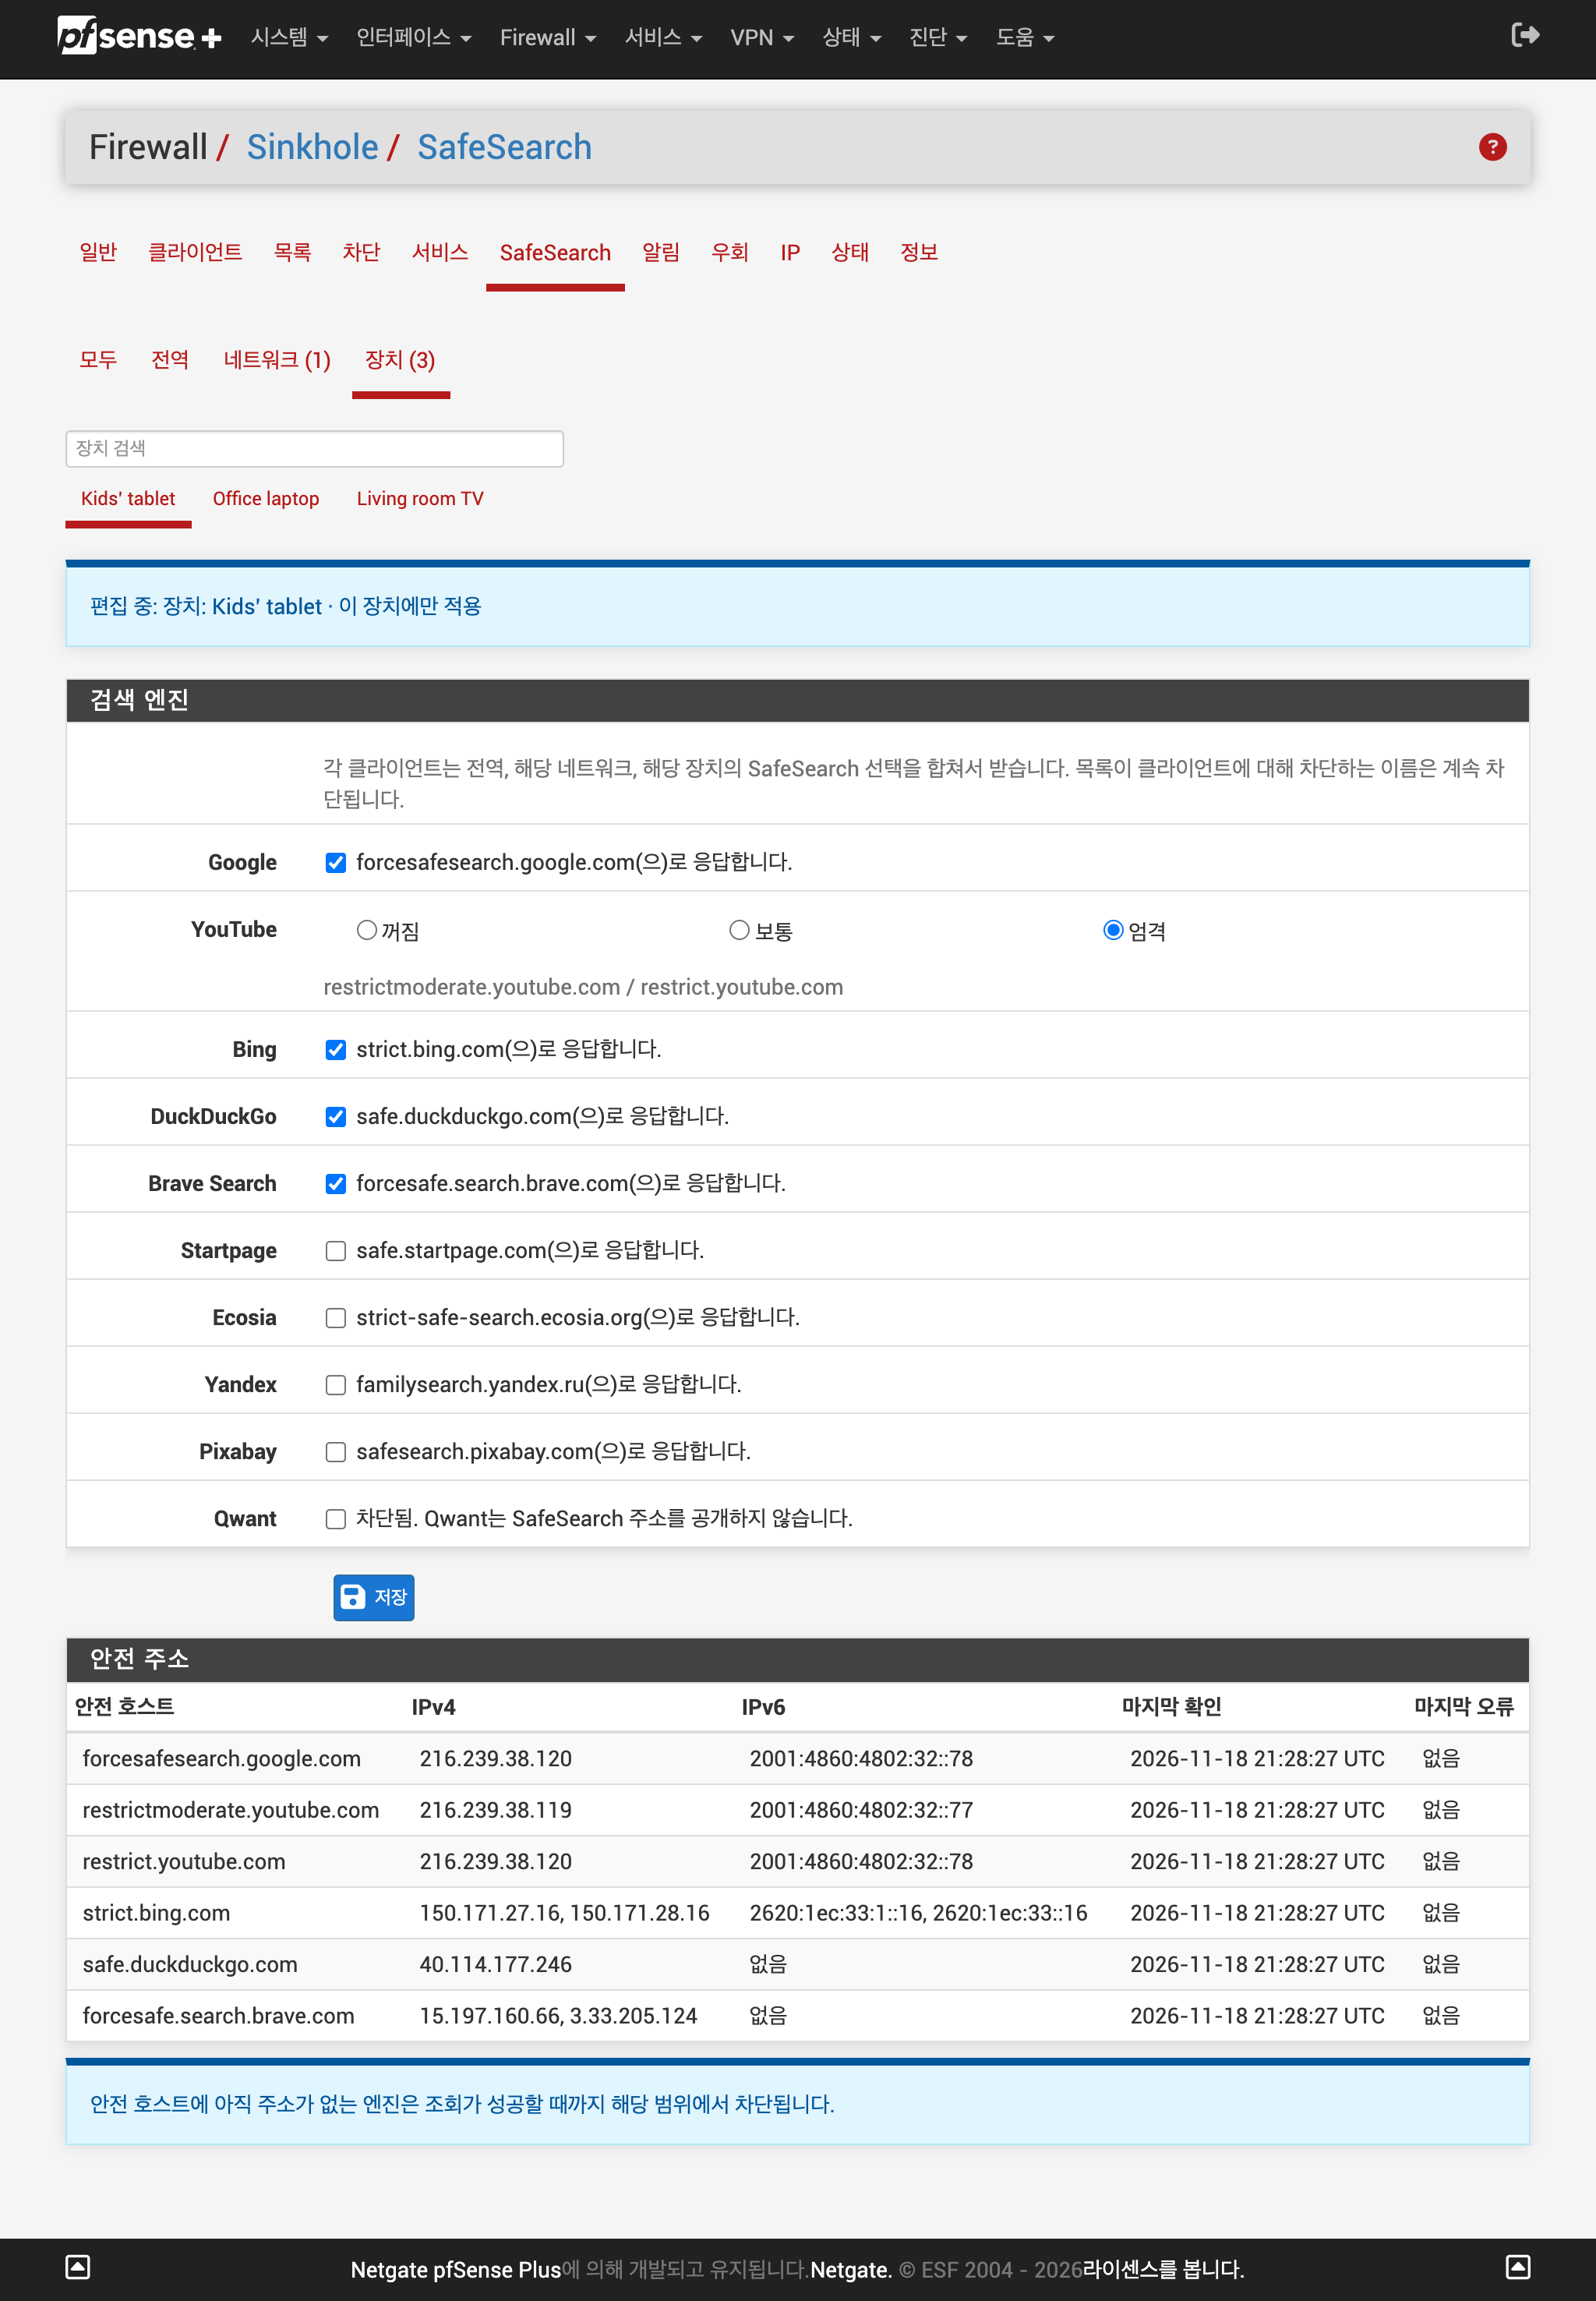 pfsense +
시스템 인터페이스 Firewall 서비스 VPN 상태 진단 도움
Firewall / Sinkhole / SafeSearch
?
일반 클라이언트 목록 차단 서비스 SafeSearch 알림 우회 IP 상태 정보
모두 전역 네트워크 (1) 장치 (3)
장치 검색
Kids' tablet Office laptop Living room TV
편집 중: 장치: Kids' tablet · 이 장치에만 적용
검색 엔진
각 클라이언트는 전역, 해당 네트워크, 해당 장치의 SafeSearch 선택을 합쳐서 받습니다. 목록이 클라이언트에 대해 차단하는 이름은 계속 차
단됩니다.
Google forcesafesearch.google.com(으)로 응답합니다.
YouTube 꺼짐 보통 엄격
restrictmoderate.youtube.com / restrict.youtube.com
Bing strict.bing.com(으)로 응답합니다.
DuckDuckGo safe.duckduckgo.com(으)로 응답합니다.
Brave Search forcesafe.search.brave.com(으)로 응답합니다.
Startpage safe.startpage.com(으)로 응답합니다.
Ecosia strict-safe-search.ecosia.org(으)로 응답합니다.
Yandex familysearch.yandex.ru(으)로 응답합니다.
Pixabay safesearch.pixabay.com(으)로 응답합니다.
Qwant 차단됨. Qwant는 SafeSearch 주소를 공개하지 않습니다.
저장
안전 주소
안전 호스트 IPv4 IPv6 마지막 확인 마지막 오류
forcesafesearch.google.com 216.239.38.120 2001:4860:4802:32::78 2026-11-18 21:28:27 UTC 없음
restrictmoderate.youtube.com 216.239.38.119 2001:4860:4802:32::77 2026-11-18 21:28:27 UTC 없음
restrict.youtube.com 216.239.38.120 2001:4860:4802:32::78 2026-11-18 21:28:27 UTC 없음
strict.bing.com 150.171.27.16, 150.171.28.16 2620:1ec:33:1::16, 2620:1ec:33::16 2026-11-18 21:28:27 UTC 없음
safe.duckduckgo.com 40.114.177.246 없음 2026-11-18 21:28:27 UTC 없음
forcesafe.search.brave.com 15.197.160.66, 3.33.205.124 없음 2026-11-18 21:28:27 UTC 없음
안전 호스트에 아직 주소가 없는 엔진은 조회가 성공할 때까지 해당 범위에서 차단됩니다.
Netgate pfSense Plus에 의해 개발되고 유지됩니다.Netgate. © ESF 2004 - 2026라이센스를 봅니다.